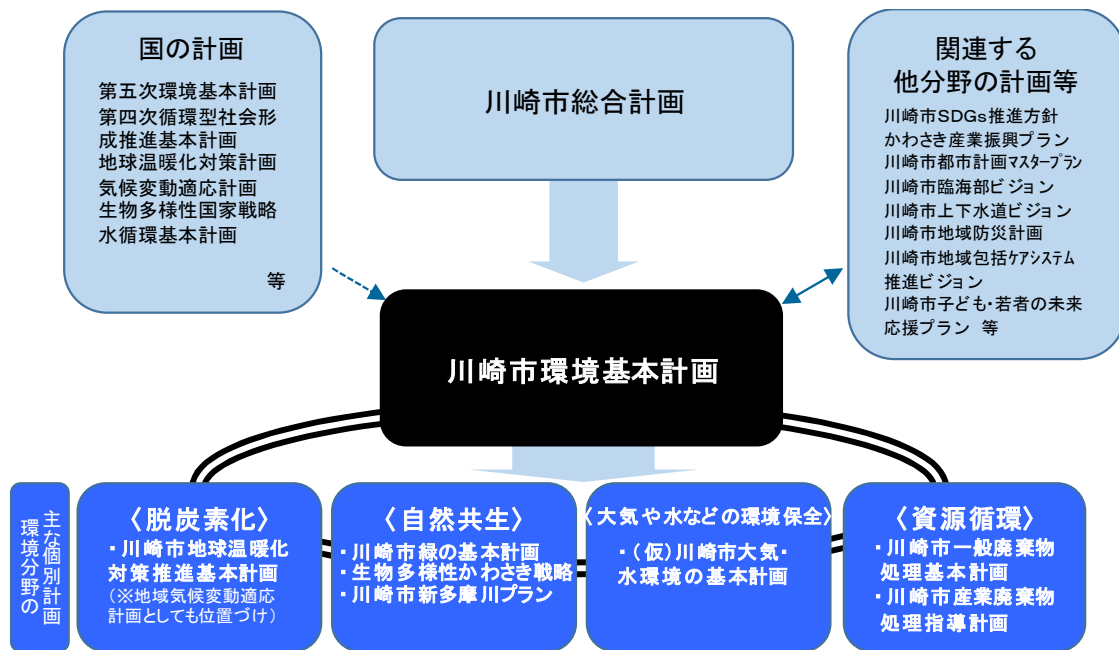 国の計画
第五次環境基本計画
第四次循環型社会形
成推進基本計画
地球温暖化対策計画
気候変動適応計画
生物多様性国家戦略
水循環基本計画
等
川崎市総合計画
関連する
他分野の計画等
川崎市SDGs推進方針
かわさき産業振興プラン
川崎市都市計画ﾏｽﾀｰﾌﾟﾗﾝ
川崎市臨海部ビジョン
川崎市上下水道ビジョン
川崎市地域防災計画
川崎市地域包括ｹｱｼｽﾃﾑ
推進ビジョン
川崎市子ども・若者の未来
応援プラン 等
川崎市環境基本計画
環境分野の
主な個別計画
〈脱炭素化〉
・川崎市地球温暖化
対策推進基本計画
（※地域気候変動適応
計画としても位置づけ）
〈自然共生〉
・川崎市緑の基本計画
・生物多様性かわさき戦略
・川崎市新多摩川プラン
〈大気や水などの環境保全〉
・（仮）川崎市大気・
水環境の基本計画
〈資源循環〉
・川崎市一般廃棄物
処理基本計画
・川崎市産業廃棄物
処理指導計画